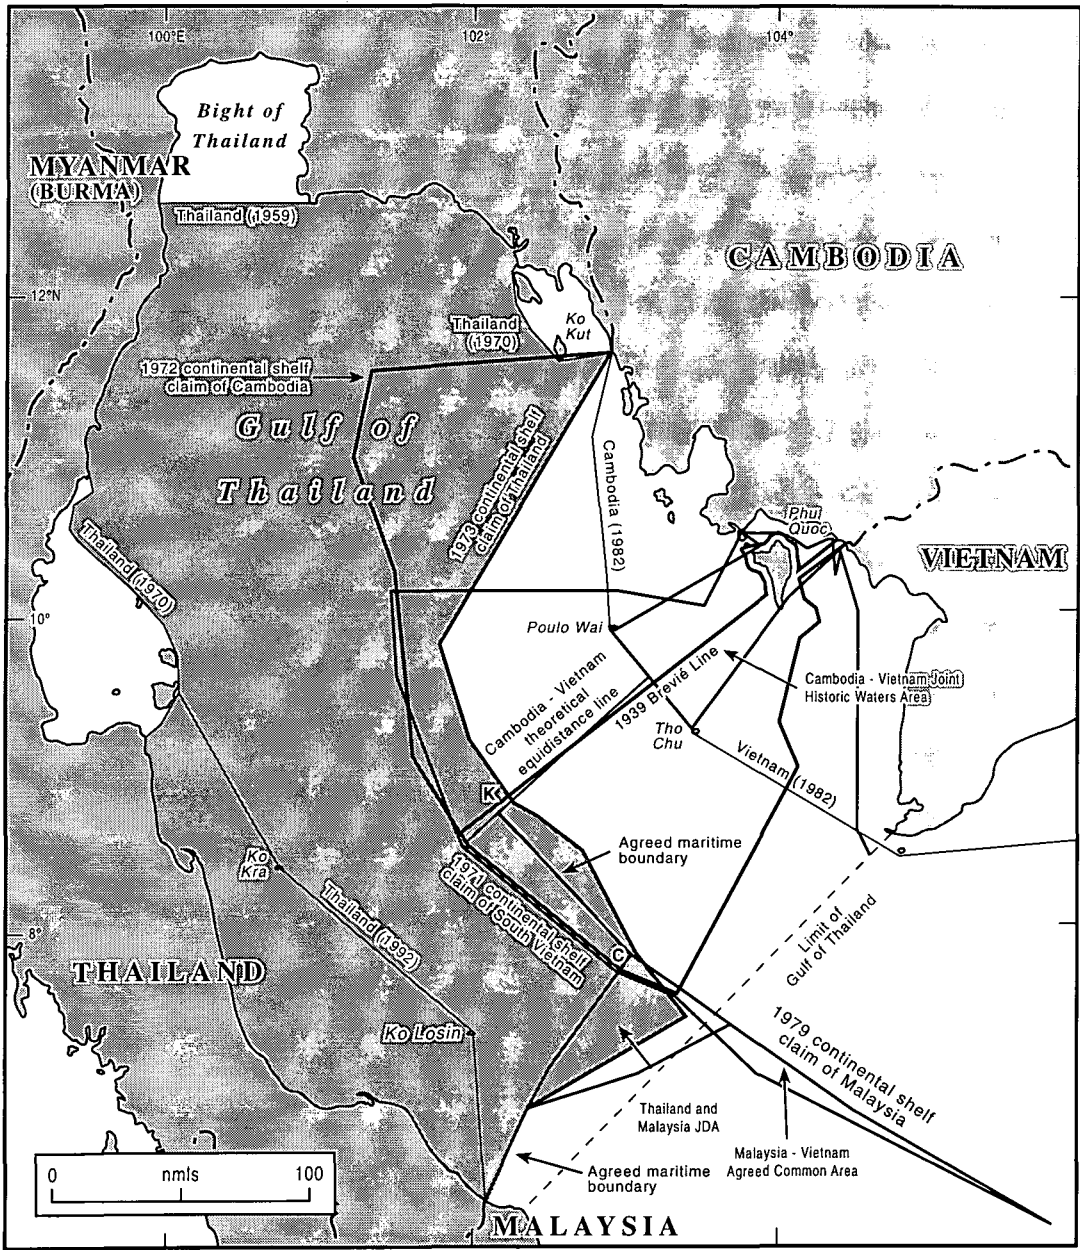 100°E
102°
104°
Bight of
Thailand
MYANMAR
(BURMA)
Thailand (1959)
CAMBODIA
12°N
Thailand
(1970)
Ko
Kut
1972 continental shelf
claim of Cambodia
Gulf of
Thailand
1973 continental shelf
claim of Thailand
Cambodia (1982)
Phui
Quoc
VIETNAM
Thailand (1970)
10°
Poulo Wai
Cambodia - Vietnam
theoretical
equidistance line
1939 Brevié Line
Cambodia - Vietnam Joint
Historic Waters Area
Tho
Chu
Vietnam (1982)
K
Agreed maritime
boundary
Ko
Kra
1971 continental shelf
claim of South Vietnam
Thailand (1992)
Limit of
Gulf of Thailand
8°
C
THAILAND
Ko Losin
1979 continental shelf
claim of Malaysia
Thailand and
Malaysia JDA
Malaysia - Vietnam
Agreed Common Area
0 nmls 100
Agreed maritime
boundary
MALAYSIA